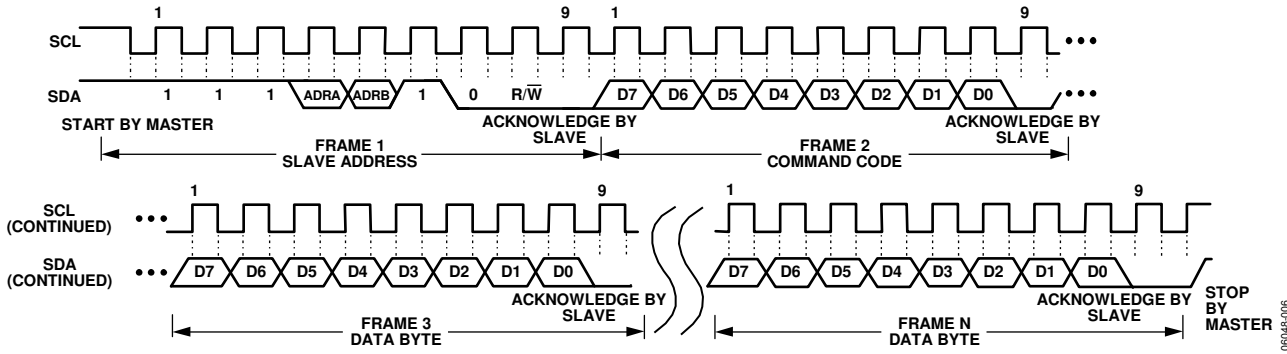 1 9 1 9
SCL
SDA
1 1 1 ADRA ADRB 1 0 R/W̅ D7 D6 D5 D4 D3 D2 D1 D0
START BY MASTER
ACKNOWLEDGE BY
SLAVE
ACKNOWLEDGE BY
SLAVE
FRAME 1
SLAVE ADDRESS
FRAME 2
COMMAND CODE
1 9 1 9
SCL
(CONTINUED)
SDA
(CONTINUED)
D7 D6 D5 D4 D3 D2 D1 D0 D7 D6 D5 D4 D3 D2 D1 D0
ACKNOWLEDGE BY
SLAVE
ACKNOWLEDGE BY
SLAVE
STOP
BY
MASTER
FRAME 3
DATA BYTE
FRAME N
DATA BYTE
06048-006